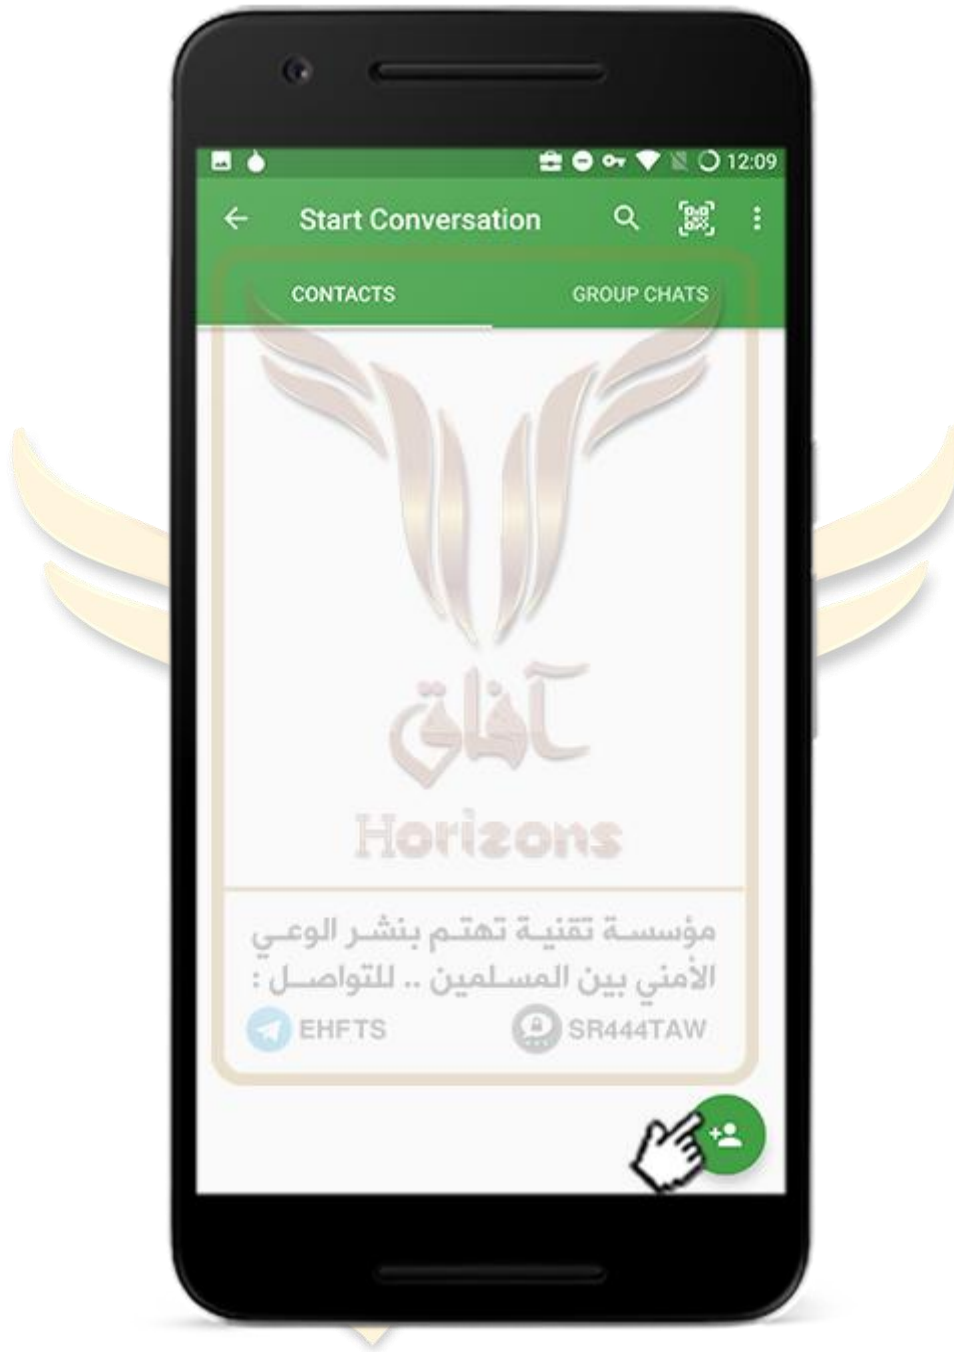 12:09
Start Conversation
CONTACTS GROUP CHATS
آفاق
Horizons
مؤسسة تقنية تهتم بنشر الوعي
الأمني بين المسلمين .. للتواصل :
EHFTS SR444TAW